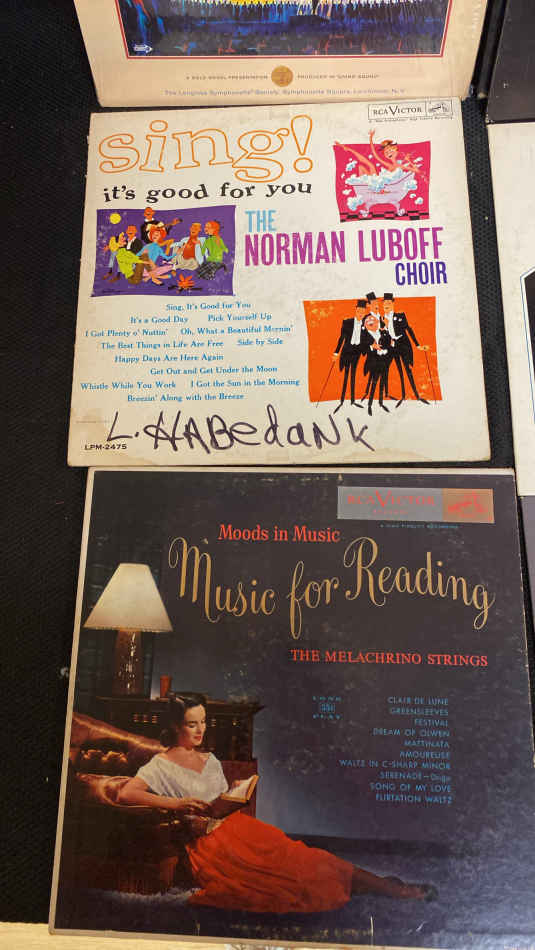 A GOLD MEDAL PRESENTATION PRODUCED IN "LIVING SOUND"
The Longines Symphonette Society, Symphonette Square, Larchmont, N.Y.
RCA VICTOR
sing!
it's good for you
THE
NORMAN LUBOFF
CHOIR
Sing, It's Good for You
It's a Good Day Pick Yourself Up
I Got Plenty o' Nuttin' Oh, What a Beautiful Mornin'
The Best Things in Life Are Free Side by Side
Happy Days Are Here Again
Get Out and Get Under the Moon
Whistle While You Work I Got the Sun in the Morning
Breezin' Along with the Breeze
L. HABedaNK
LPM-2475
RCA VICTOR
A HIGH FIDELITY RECORDING
Moods in Music
Music for Reading
THE MELACHRINO STRINGS
LONG
33⅓
PLAY
CLAIR DE LUNE
GREENSLEEVES
FESTIVAL
DREAM OF OLWEN
MATTINATA
AMOUREUSE
WALTZ IN C-SHARP MINOR
SERENADE—Drigo
SONG OF MY LOVE
FLIRTATION WALTZ